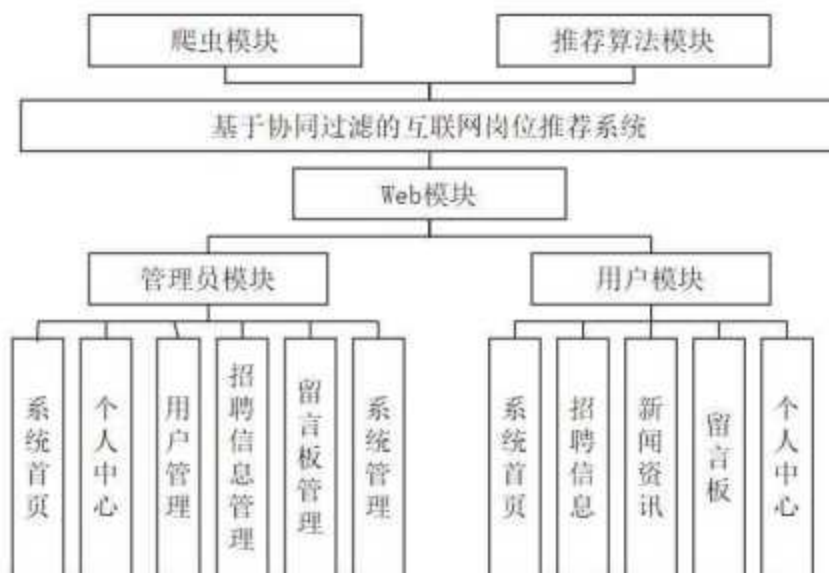 爬虫模块
推荐算法模块
基于协同过滤的互联网岗位推荐系统
Web模块
管理员模块
用户模块
系统首页
个人中心
用户管理
招聘信息管理
留言板管理
系统管理
系统首页
招聘信息
新闻资讯
留言板
个人中心